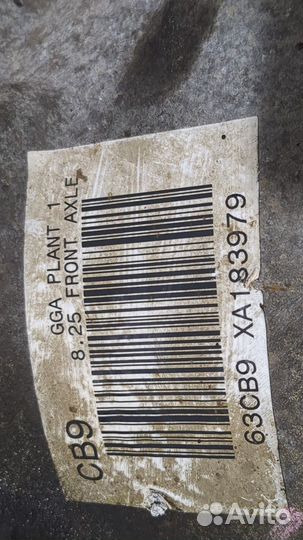 GGA PLANT 1
8.25 FRONT AXLE
CB9
63CB9 XA183979
Avito